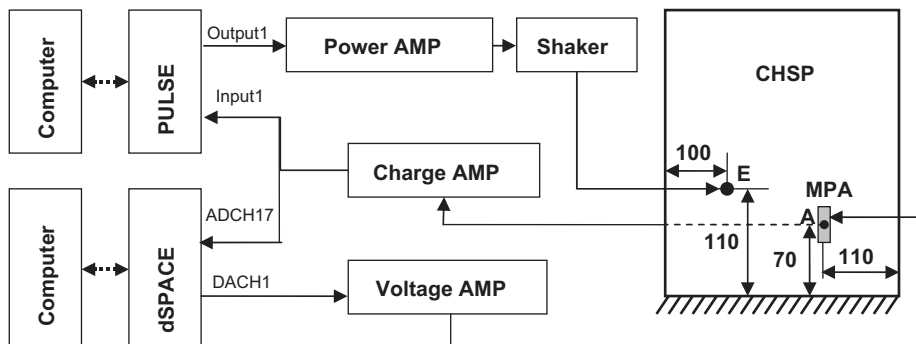 Computer
PULSE
Output1
Input1
Power AMP
Shaker
Charge AMP
Computer
dSPACE
ADCH17
DACH1
Voltage AMP
CHSP
100
E
MPA
A
110
70
110